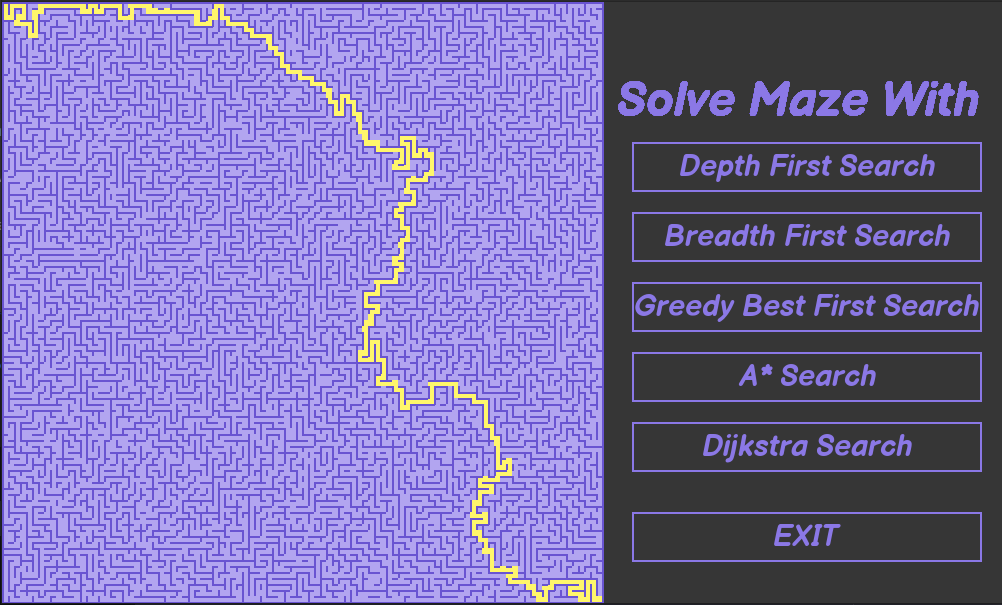 Solve Maze With
Depth First Search
Breadth First Search
Greedy Best First Search
A* Search
Dijkstra Search
EXIT